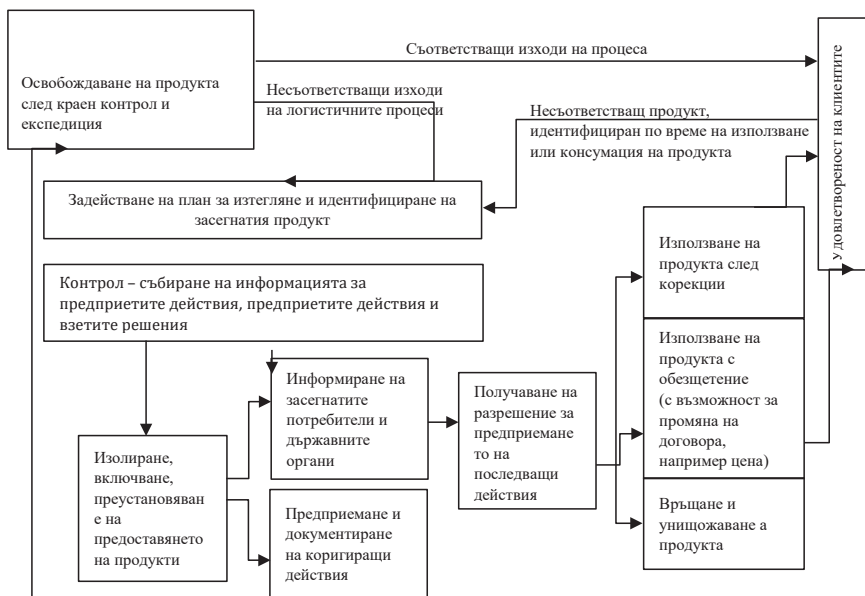 Съответстващи изходи на процеса
Освобождаване на продукта
след краен контрол и
експедиция
Несъответстващи изходи
на логистичните процеси
Несъответстващ продукт,
идентифициран по време на използване
или консумация на продукта
Удовлетвореност на клиентите
Задействане на план за изтегляне и идентифициране на
засегнатия продукт
Контрол – събиране на информацията за
предприетите действия, предприетите действия и
взетите решения
Изолиране,
включване,
преустановяван
е на
предоставянето
на продукти
Информиране на
засегнатите
потребители и
държавните
органи
Предприемане и
документиране
на коригиращи
действия
Получаване на
разрешение за
предприемане
то на
последващи
действия
Използване на
продукта след
корекции
Използване на
продукта с
обезщетение
(с възможност за
промяна на
договора,
например цена)
Връщане и
унищожаване а
продукта